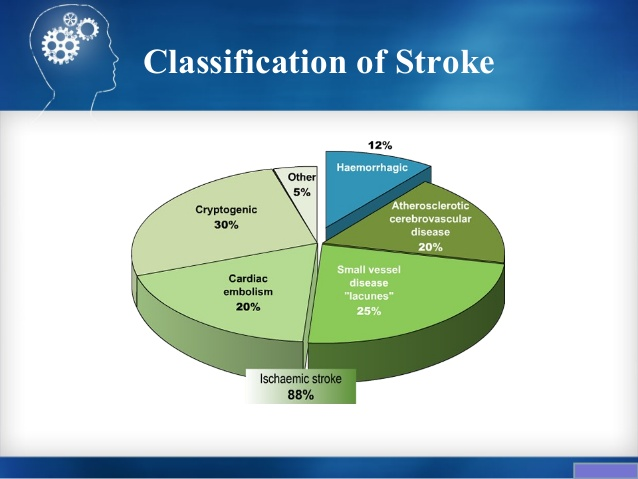 Classification of Stroke
12%
Haemorrhagic
Other
5%
Atherosclerotic
cerebrovascular
disease
20%
Cryptogenic
30%
Small vessel
disease
"lacunes"
25%
Cardiac
embolism
20%
Ischaemic stroke
88%